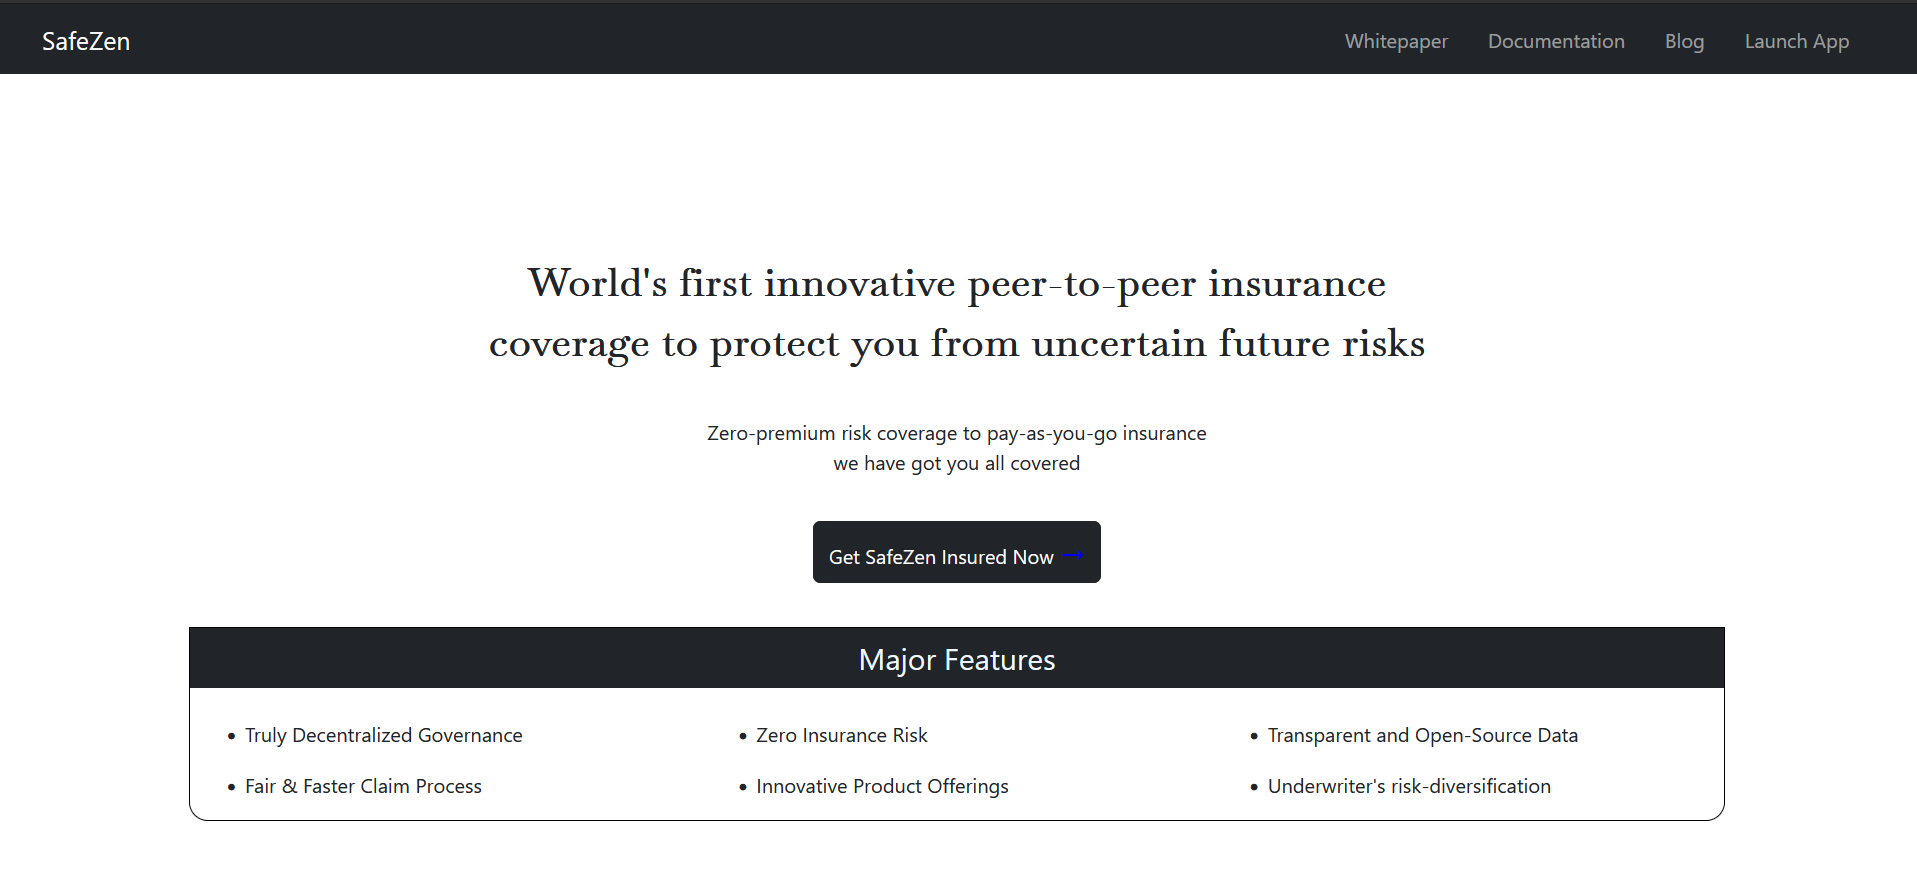 SafeZen
Whitepaper
Documentation
Blog
Launch App
World's first innovative peer-to-peer insurance
coverage to protect you from uncertain future risks
Zero-premium risk coverage to pay-as-you-go insurance
we have got you all covered
Get SafeZen Insured Now →
Major Features
• Truly Decentralized Governance
• Zero Insurance Risk
• Transparent and Open-Source Data
• Fair & Faster Claim Process
• Innovative Product Offerings
• Underwriter's risk-diversification